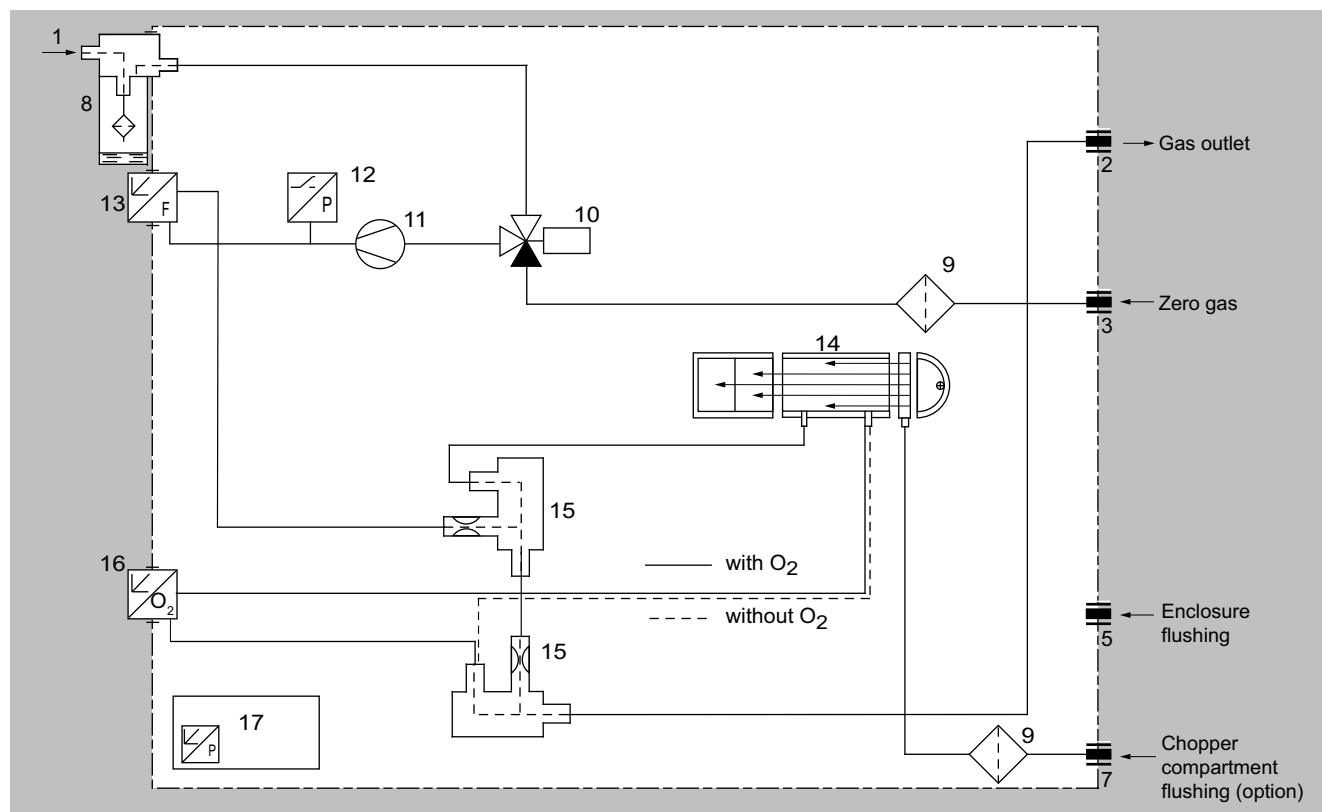 1
8
13
F
12
P
11
10
2
Gas outlet
9
3
Zero gas
14
15
with O2
16
O2
without O2
15
5
Enclosure
flushing
17
P
9
7
Chopper
compartment
flushing (option)